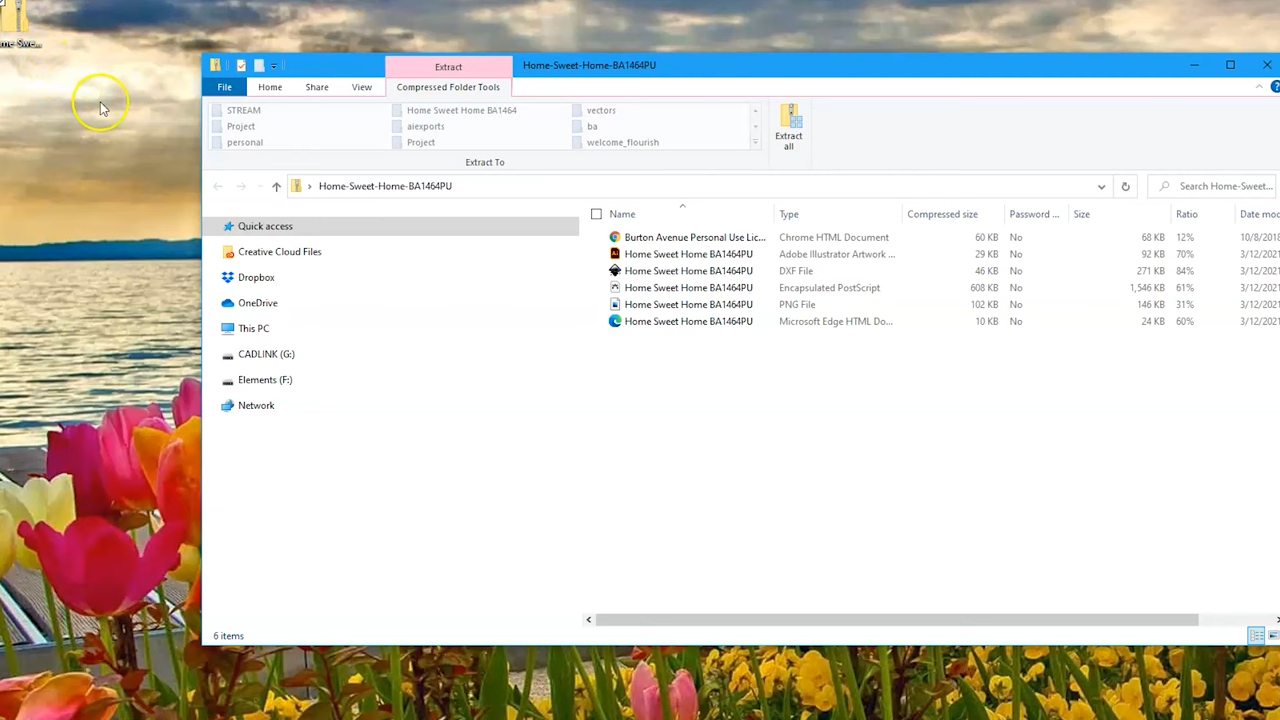 me-Swe...
Extract
Home-Sweet-Home-BA1464PU
File
Home
Share
View
Compressed Folder Tools
STREAM
Home Sweet Home BA1464
vectors
Project
aiexports
ba
personal
Project
welcome_flourish
Extract To
Extract
all
Home-Sweet-Home-BA1464PU
Search Home-Sweet...
Quick access
Creative Cloud Files
Dropbox
OneDrive
This PC
CADLINK (G:)
Elements (F:)
Network
Name Type Compressed size Password ... Size Ratio Date mod
Burton Avenue Personal Use Lic... Chrome HTML Document 60 KB No 68 KB 12% 10/8/2018
Home Sweet Home BA1464PU Adobe Illustrator Artwork ... 29 KB No 92 KB 70% 3/12/2021
Home Sweet Home BA1464PU DXF File 46 KB No 271 KB 84% 3/12/2021
Home Sweet Home BA1464PU Encapsulated PostScript 608 KB No 1,546 KB 61% 3/12/2021
Home Sweet Home BA1464PU PNG File 102 KB No 146 KB 31% 3/12/2021
Home Sweet Home BA1464PU Microsoft Edge HTML Do... 10 KB No 24 KB 60% 3/12/2021
6 items